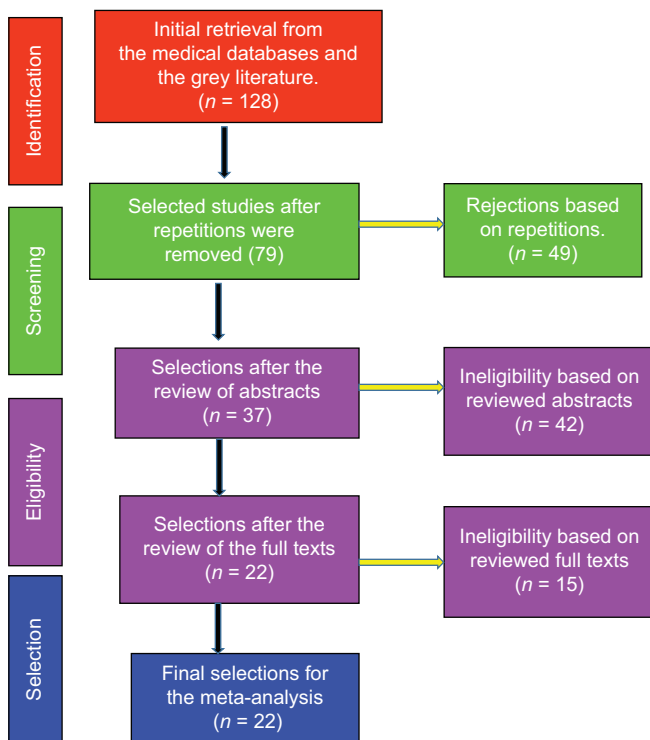 Identification
Initial retrieval from
the medical databases and
the grey literature.
(n = 128)
Screening
Selected studies after
repetitions were
removed (79)
Rejections based
on repetitions.
(n = 49)
Selections after the
review of abstracts
(n = 37)
Ineligibility based on
reviewed abstracts
(n = 42)
Eligibility
Selections after the
review of the full texts
(n = 22)
Ineligibility based on
reviewed full texts
(n = 15)
Selection
Final selections for
the meta-analysis
(n = 22)